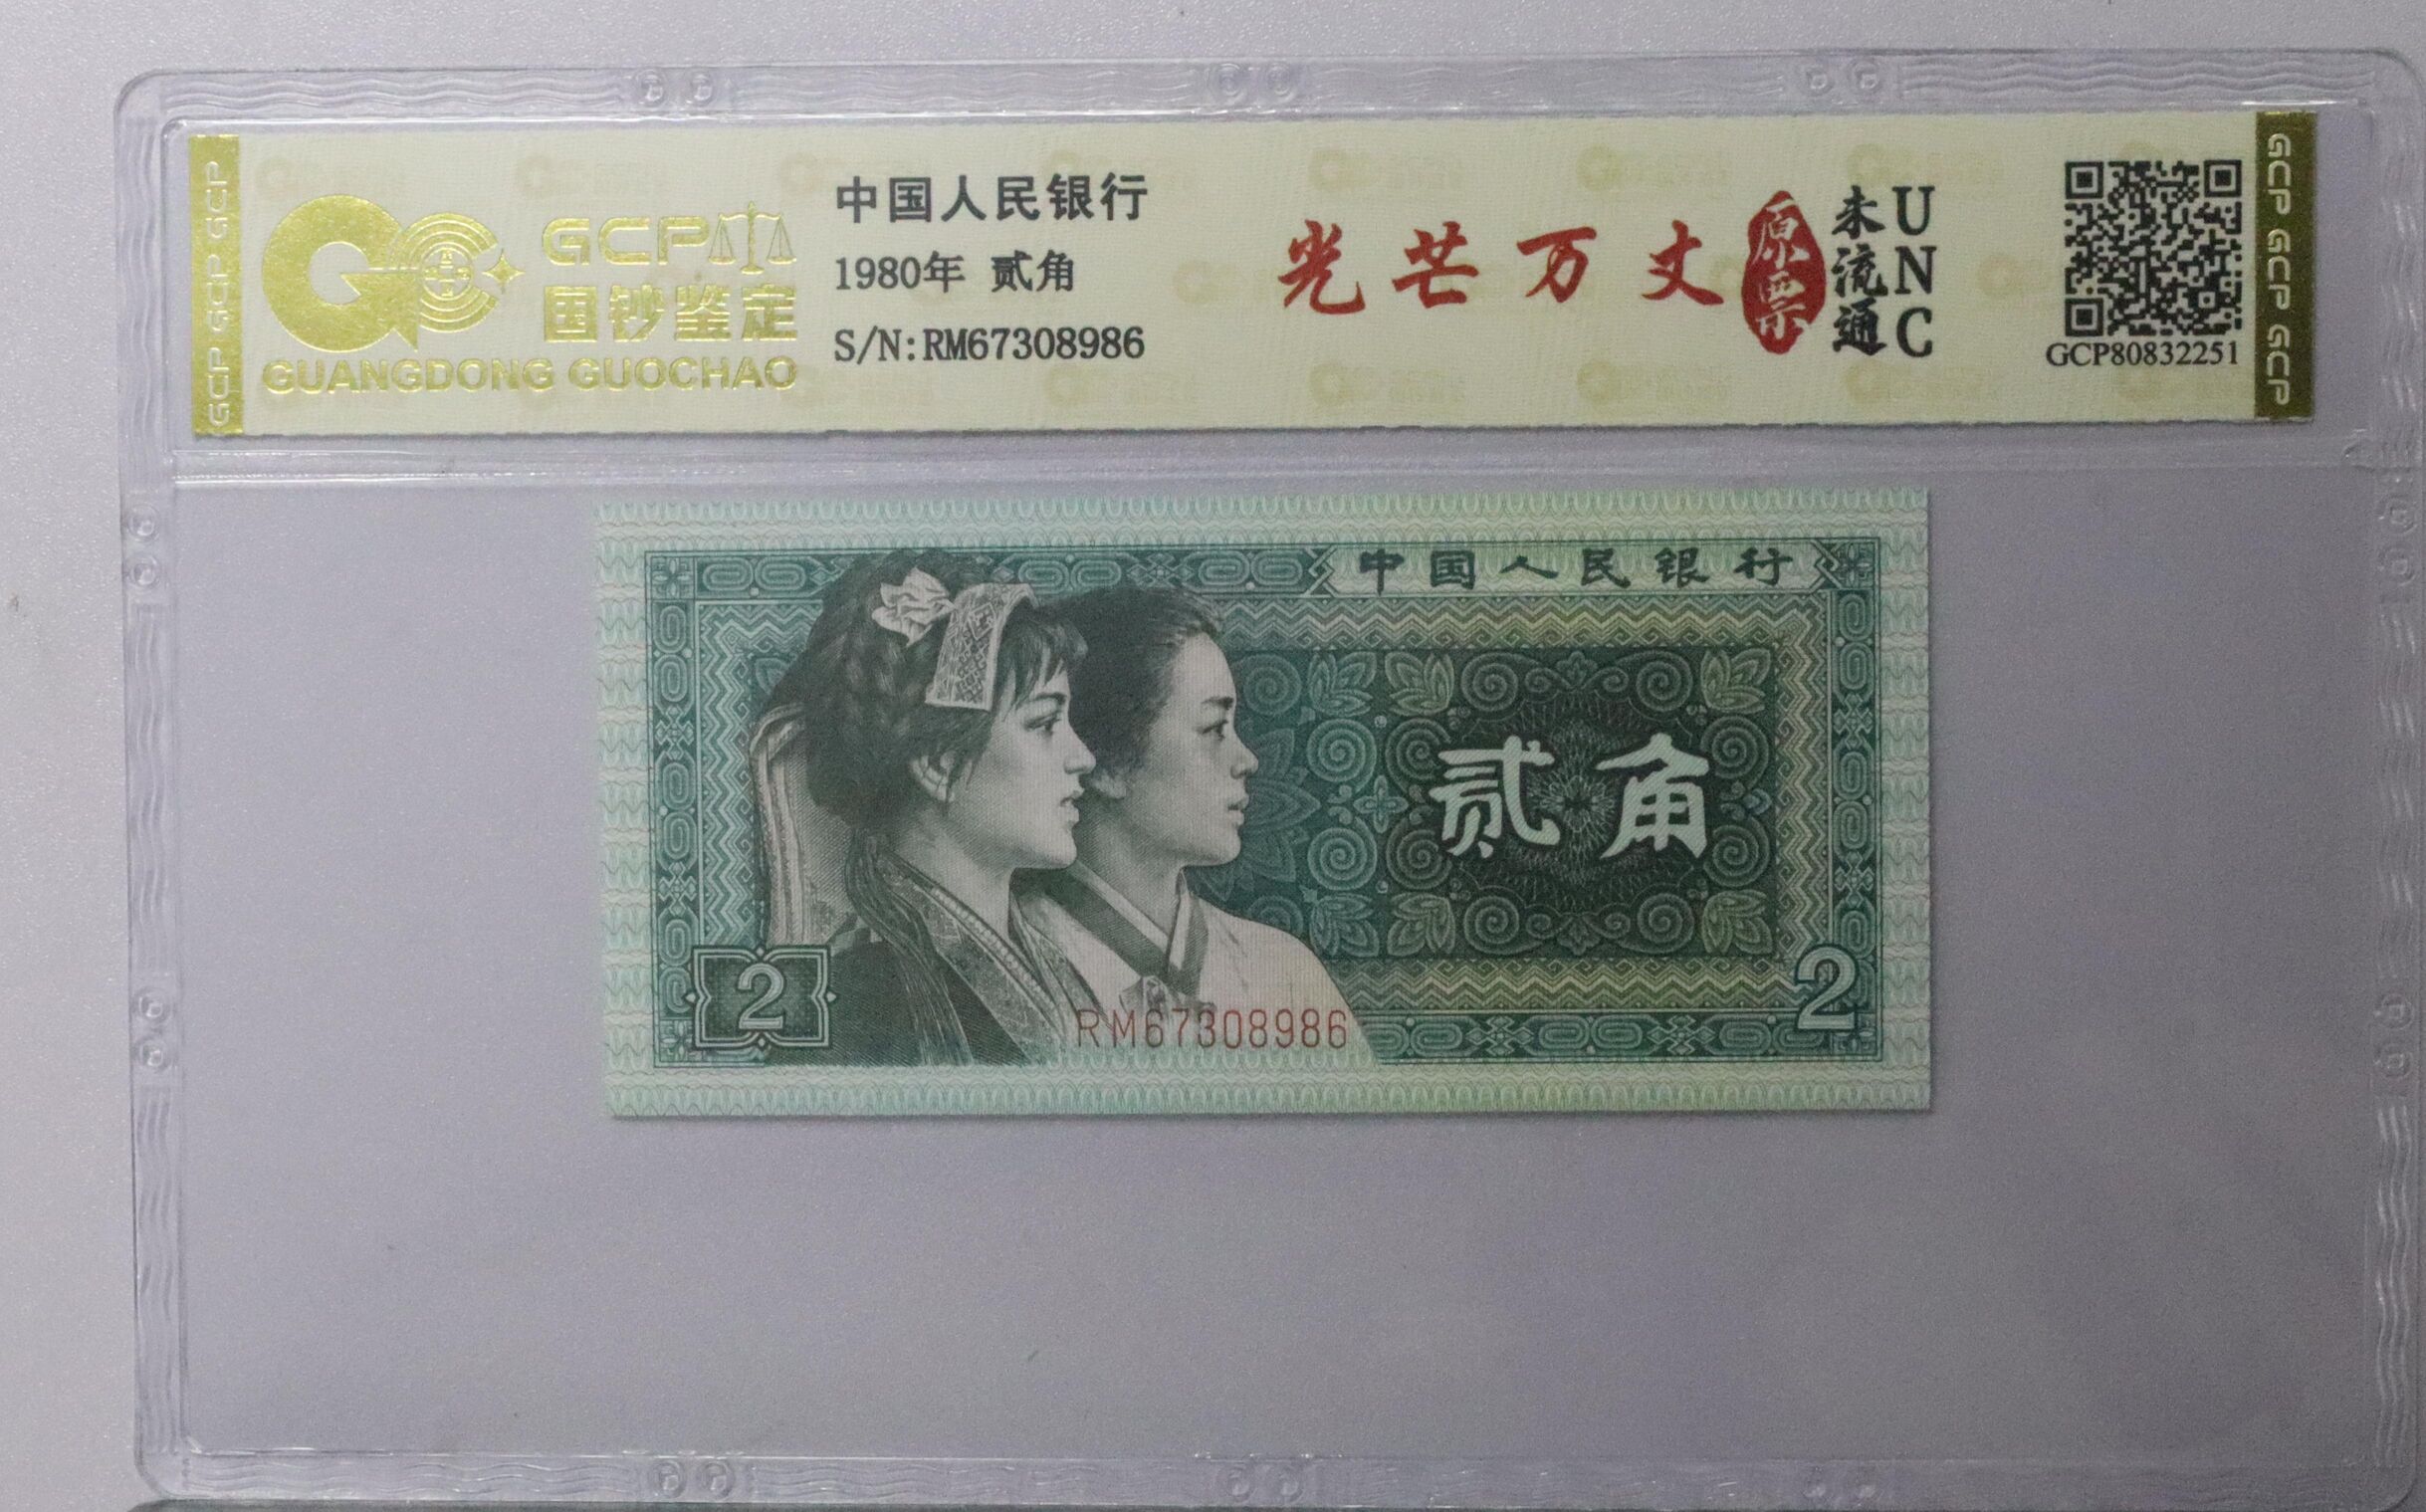 GCP GCP GCP
GCP
国钞鉴定
GUANGDONG GUOCHAO
中国人民银行
1980年 贰角
S/N:RM67308986
光芒万丈
原票
未流通
UNC
GCP80832251
GCP GCP GCP
中国人民银行
贰角
2
RM67308986
2